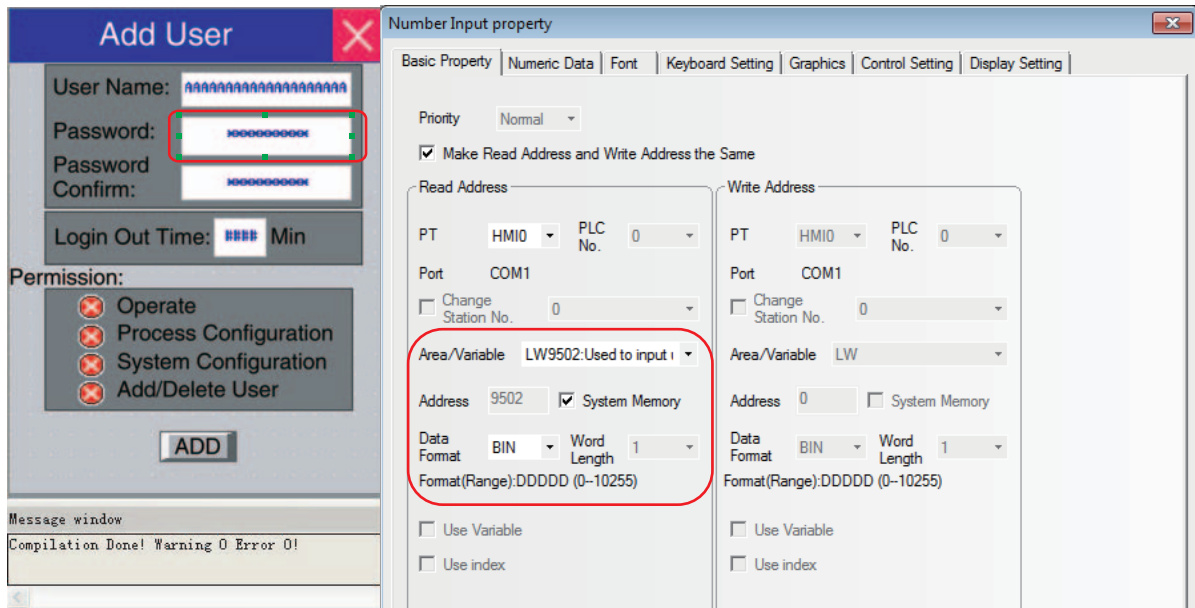 Add User
User Name: AAAAAAAAAAAAAAAAAAAA
Password: **********
Password
Confirm: **********
Login Out Time: #### Min
Permission:
Operate
Process Configuration
System Configuration
Add/Delete User
ADD
Message window
Compilation Done! Warning 0 Error 0!
Number Input property
Basic Property Numeric Data Font Keyboard Setting Graphics Control Setting Display Setting
Priority Normal
Make Read Address and Write Address the Same
Read Address
PT HMI0 PLC No. 0
Port COM1
Change Station No. 0
Area/Variable LW9502:Used to input
Address 9502 System Memory
Data Format BIN Word Length 1
Format(Range):DDDDD (0--10255)
Use Variable
Use index
Write Address
PT HMI0 PLC No. 0
Port COM1
Change Station No. 0
Area/Variable LW
Address 0 System Memory
Data Format BIN Word Length 1
Format(Range):DDDDD (0--10255)
Use Variable
Use index